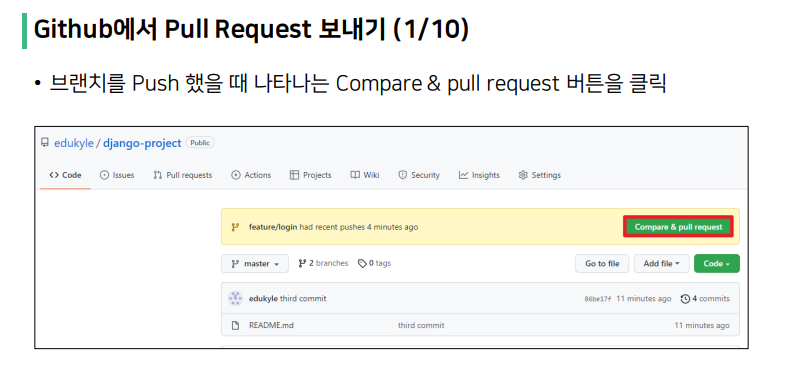 Github에서 Pull Request 보내기 (1/10)
• 브랜치를 Push 했을 때 나타나는 Compare & pull request 버튼을 클릭
edukyle / django-project Public
<> Code Issues Pull requests Actions Projects Wiki Security Insights Settings
feature/login had recent pushes 4 minutes ago Compare & pull request
master 2 branches 0 tags Go to file Add file Code
edukyle third commit 86be17f 11 minutes ago 4 commits
README.md third commit 11 minutes ago